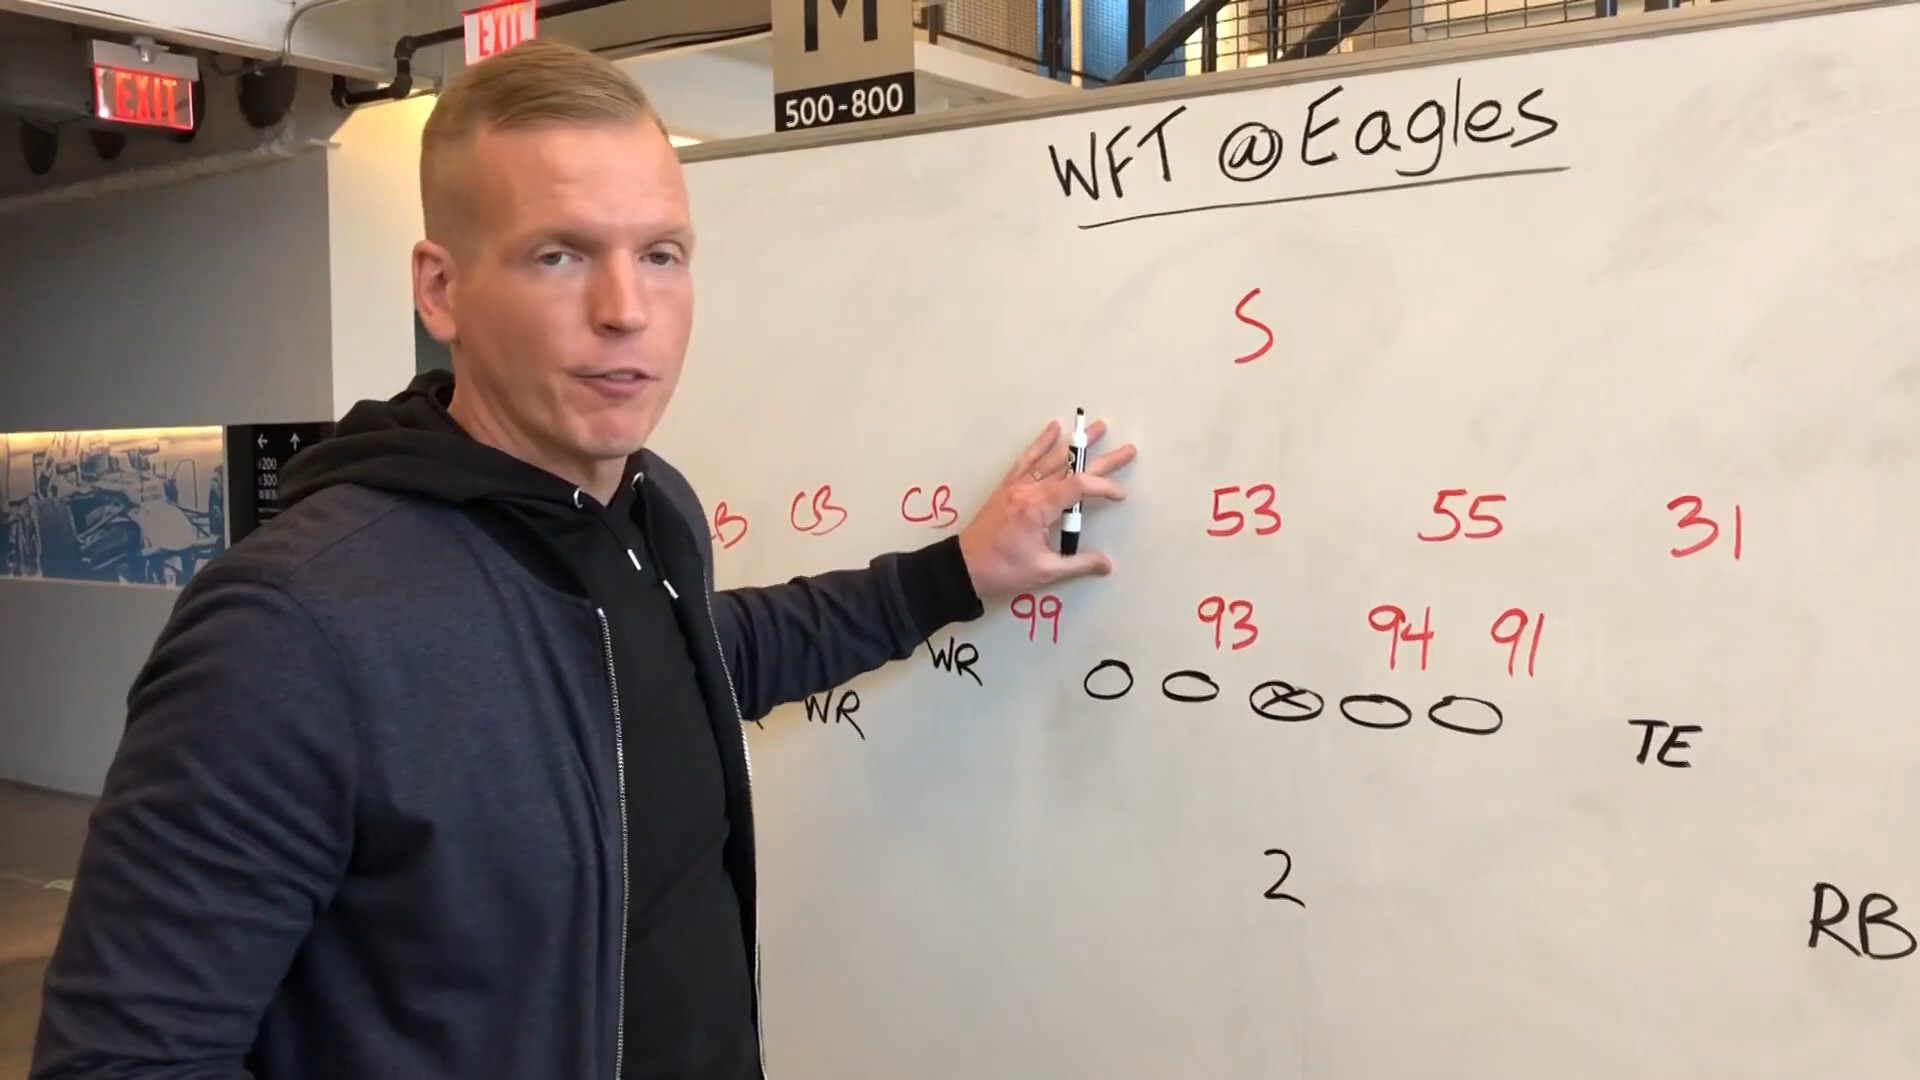 EXIT
EXIT
M
500-800
WFT @ Eagles
S
CB CB 53 55 31
99 93 94 91
WR
WR
TE
2
RB